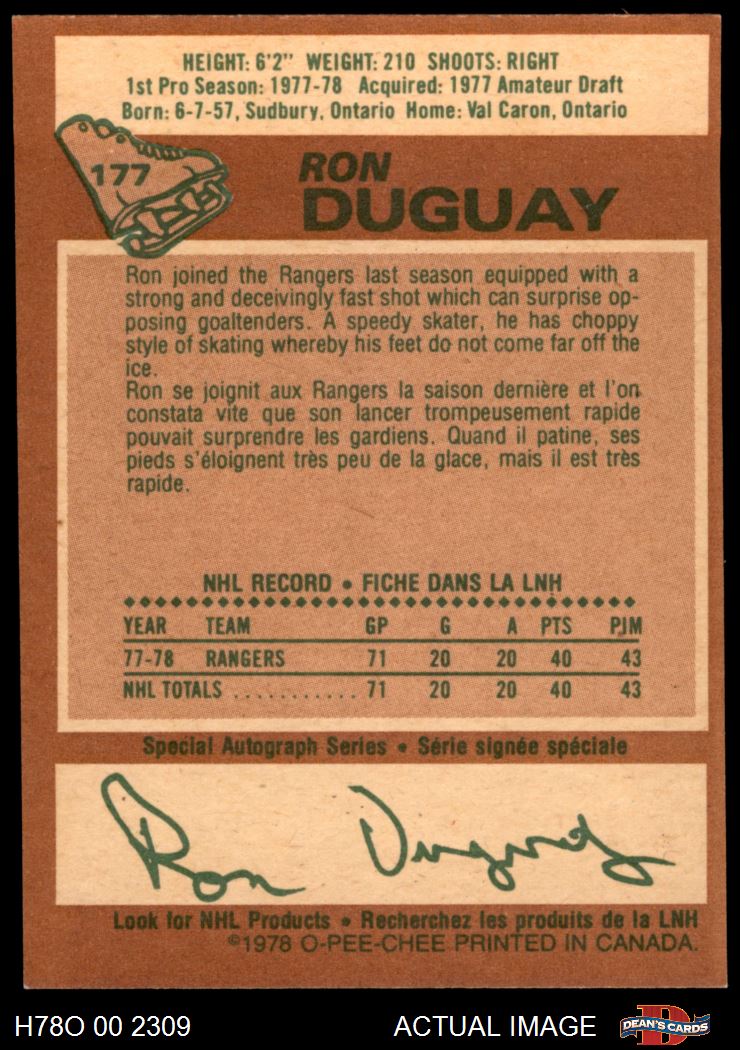 HEIGHT: 6'2" WEIGHT: 210 SHOOTS: RIGHT
1st Pro Season: 1977-78 Acquired: 1977 Amateur Draft
Born: 6-7-57, Sudbury, Ontario Home: Val Caron, Ontario
177
RON
DUGUAY
Ron joined the Rangers last season equipped with a
strong and deceivingly fast shot which can surprise op-
posing goaltenders. A speedy skater, he has choppy
style of skating whereby his feet do not come far off the
ice.
Ron se joignit aux Rangers la saison dernière et l'on
constata vite que son lancer trompeusement rapide
pouvait surprendre les gardiens. Quand il patine, ses
pieds s'éloignent très peu de la glace, mais il est très
rapide.
NHL RECORD • FICHE DANS LA LNH
YEAR TEAM GP G A PTS PIM
77-78 RANGERS 71 20 20 40 43
NHL TOTALS ........... 71 20 20 40 43
Special Autograph Series • Série signée spéciale
Ron Duguay
Look for NHL Products • Recherchez les produits de la LNH
©1978 O-PEE-CHEE PRINTED IN CANADA.
H78O 00 2309 ACTUAL IMAGE DEAN'S CARDS